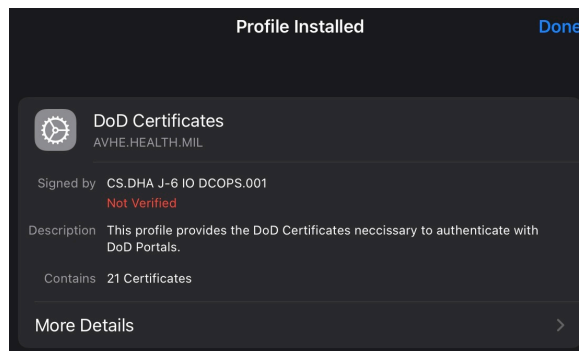 Profile Installed
Done
DoD Certificates
AVHE.HEALTH.MIL
Signed by CS.DHA J-6 IO DCOPS.001
Not Verified
Description This profile provides the DoD Certificates neccissary to authenticate with
DoD Portals.
Contains 21 Certificates
More Details